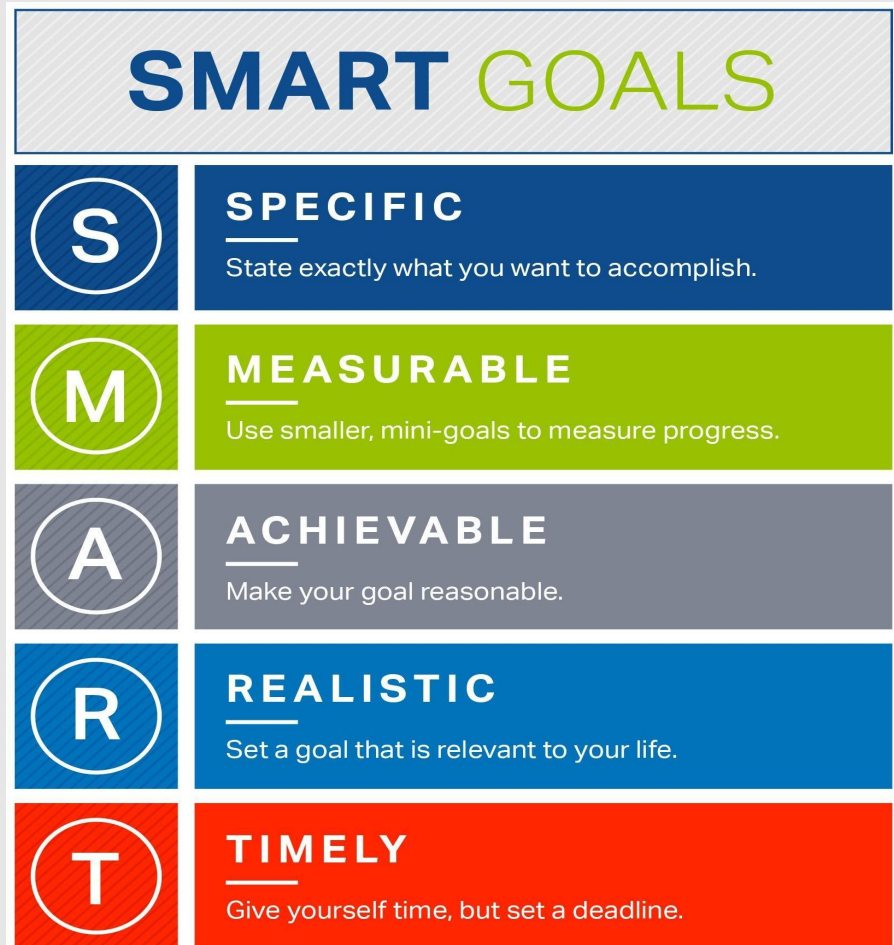 SMART GOALS
S
SPECIFIC
State exactly what you want to accomplish.
M
MEASURABLE
Use smaller, mini-goals to measure progress.
A
ACHIEVABLE
Make your goal reasonable.
R
REALISTIC
Set a goal that is relevant to your life.
T
TIMELY
Give yourself time, but set a deadline.